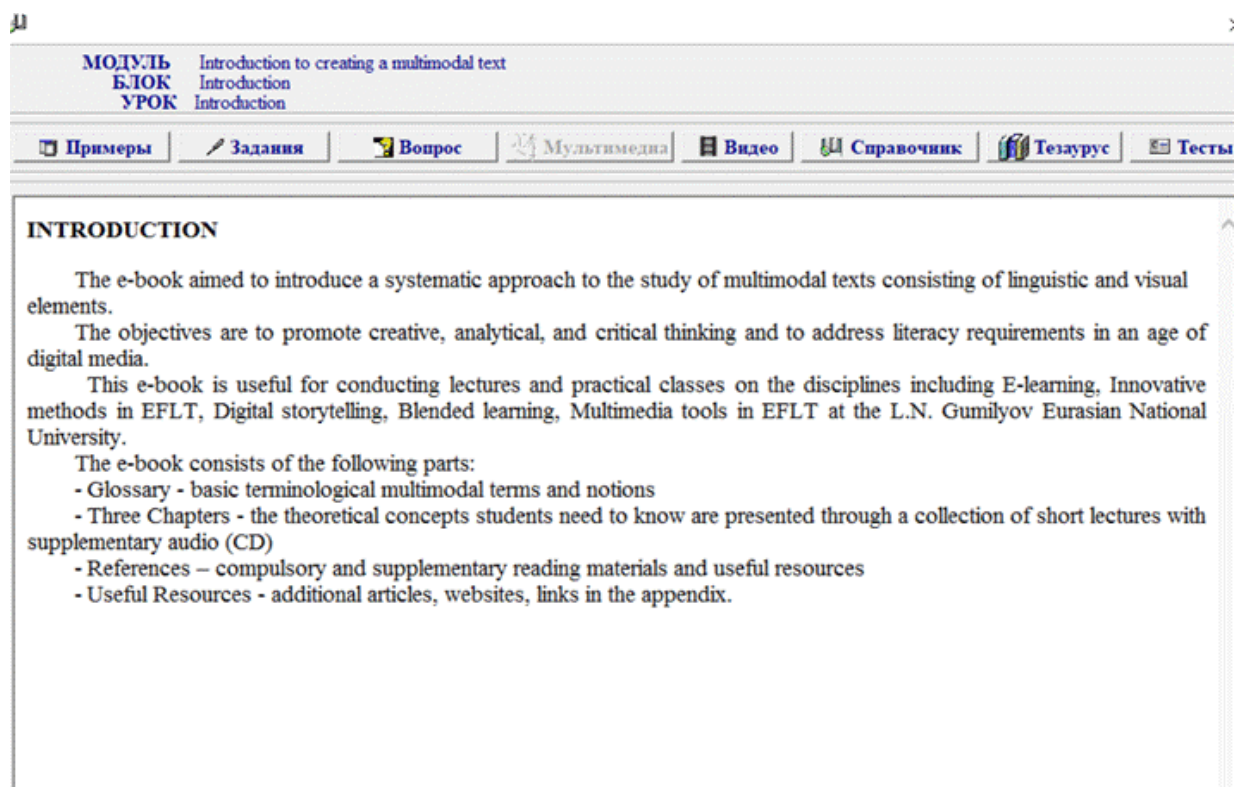 МОДУЛЬ Introduction to creating a multimodal text
БЛОК Introduction
УРОК Introduction
Примеры Задания Вопрос Мультимедиа Видео Справочник Тезаурус Тесты
INTRODUCTION
The e-book aimed to introduce a systematic approach to the study of multimodal texts consisting of linguistic and visual
elements.
The objectives are to promote creative, analytical, and critical thinking and to address literacy requirements in an age of
digital media.
This e-book is useful for conducting lectures and practical classes on the disciplines including E-learning, Innovative
methods in EFLT, Digital storytelling, Blended learning, Multimedia tools in EFLT at the L.N. Gumilyov Eurasian National
University.
The e-book consists of the following parts:
- Glossary - basic terminological multimodal terms and notions
- Three Chapters - the theoretical concepts students need to know are presented through a collection of short lectures with
supplementary audio (CD)
- References – compulsory and supplementary reading materials and useful resources
- Useful Resources - additional articles, websites, links in the appendix.